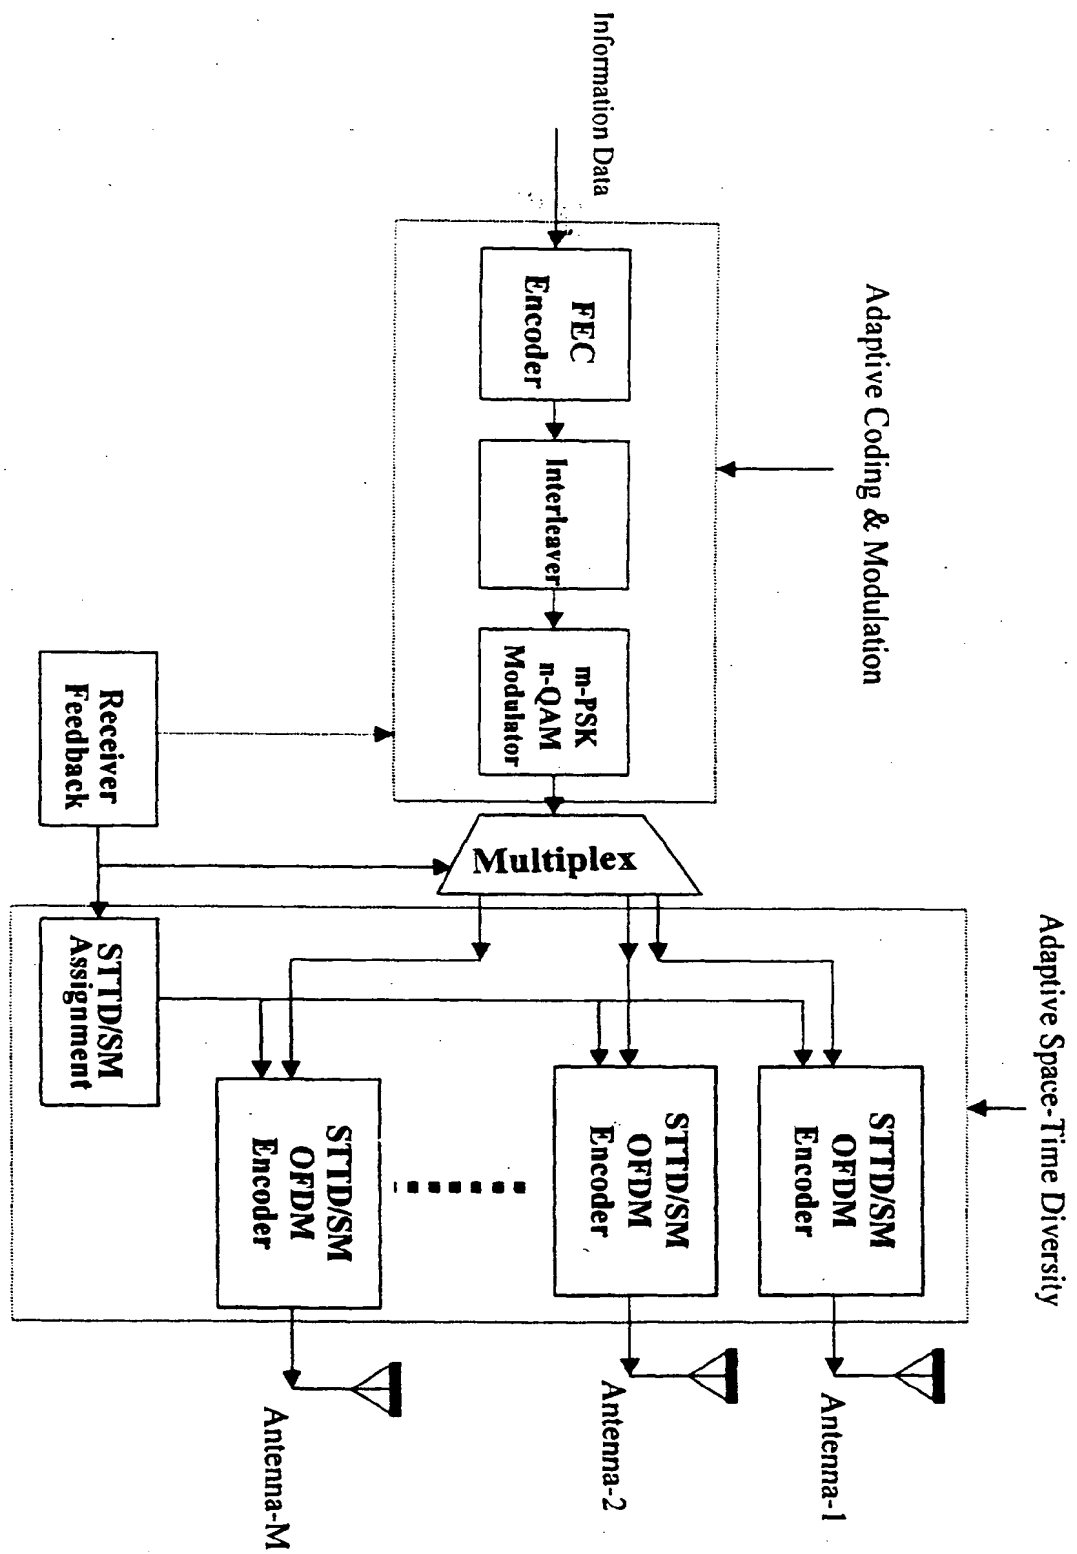 Adaptive Space-Time Diversity
Adaptive Coding & Modulation
Information Data
FEC
Encoder
Interleaver
m-PSK
n-QAM
Modulator
Multiplex
STTD/SM
OFDM
Encoder
Antenna-1
STTD/SM
OFDM
Encoder
Antenna-2
STTD/SM
OFDM
Encoder
Antenna-M
Receiver
Feedback
STTD/SM
Assignment